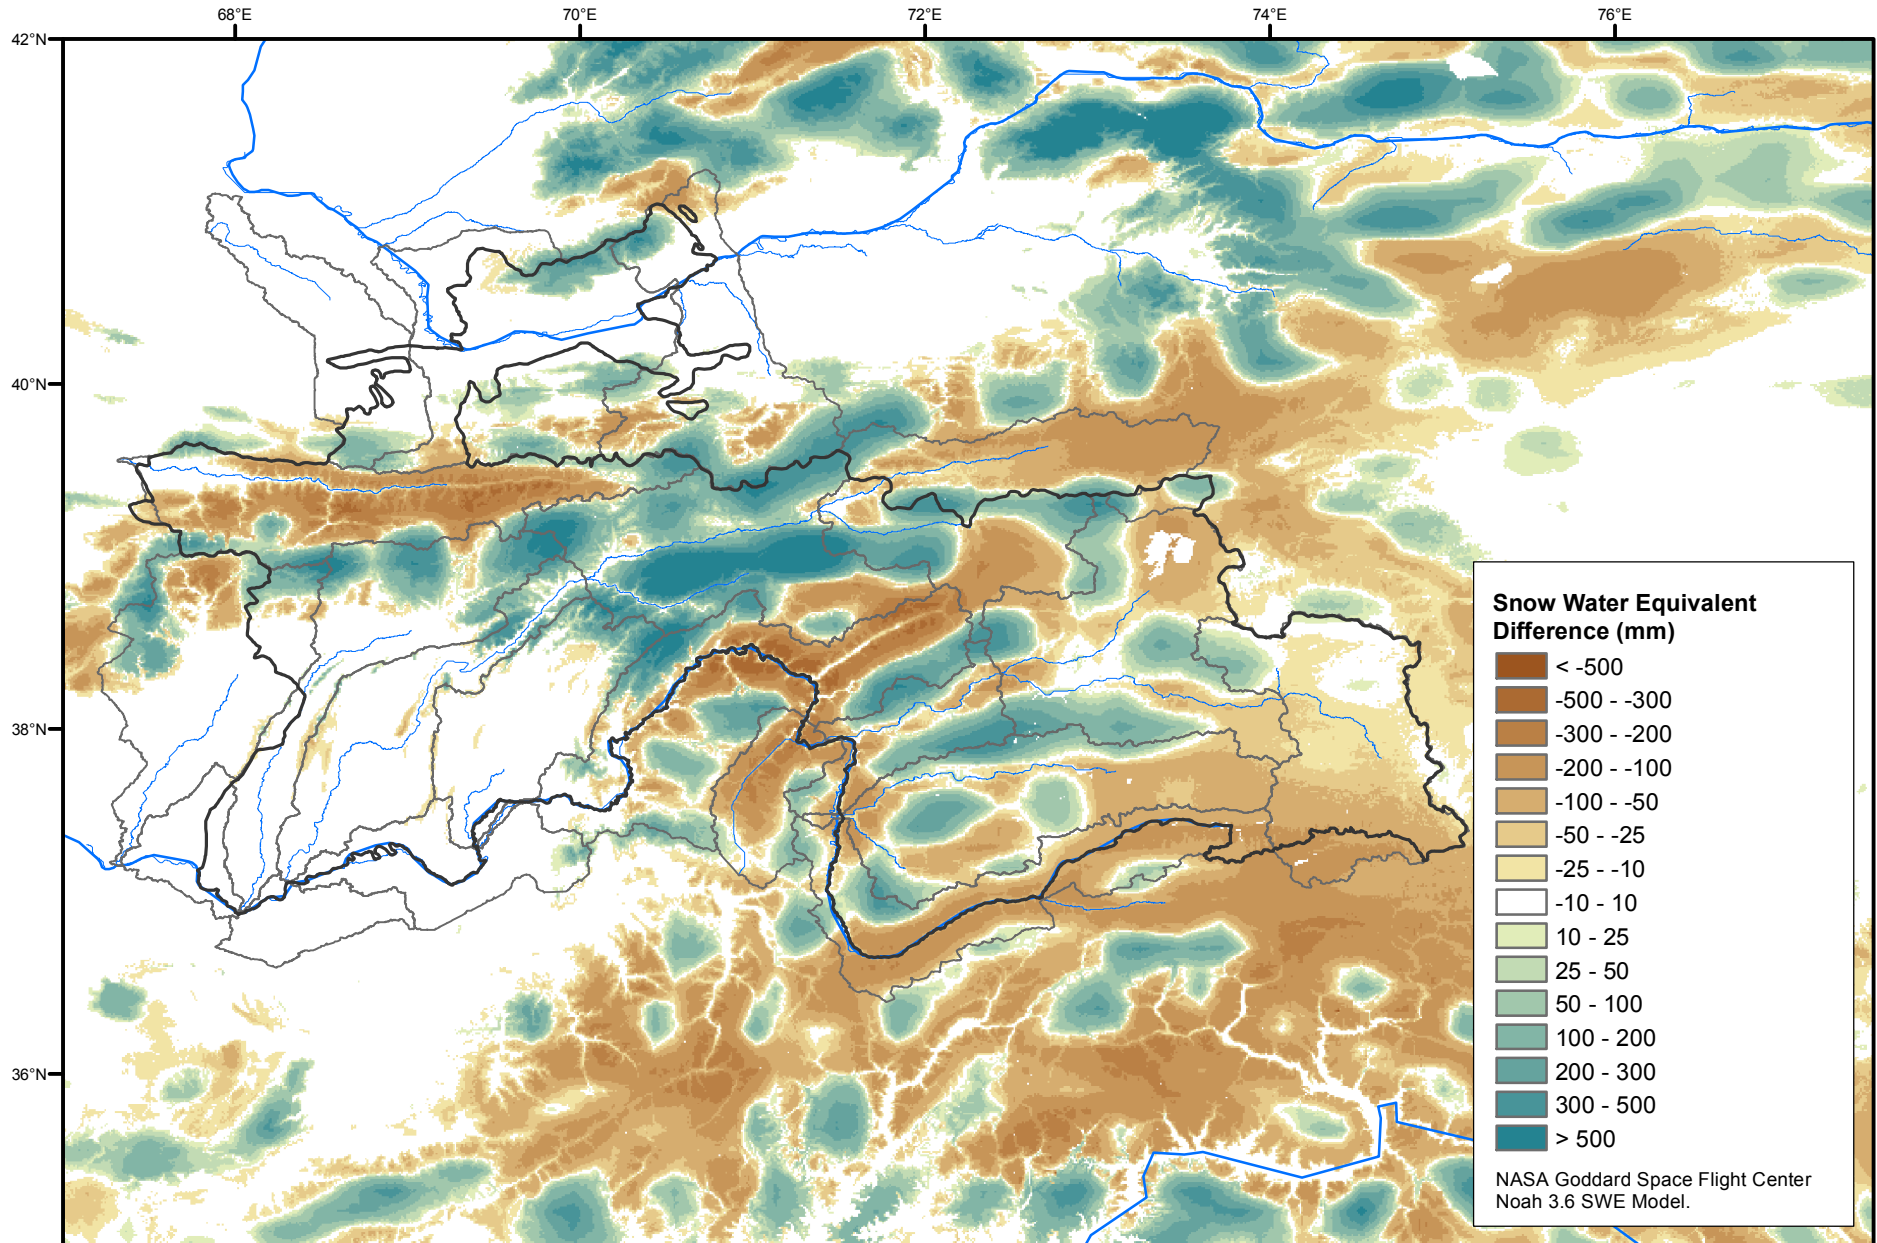 68°E 70°E 72°E 74°E 76°E
42°N
40°N
38°N
36°N
Snow Water Equivalent
Difference (mm)
< -500
-500 - -300
-300 - -200
-200 - -100
-100 - -50
-50 - -25
-25 - -10
-10 - 10
10 - 25
25 - 50
50 - 100
100 - 200
200 - 300
300 - 500
> 500
NASA Goddard Space Flight Center
Noah 3.6 SWE Model.